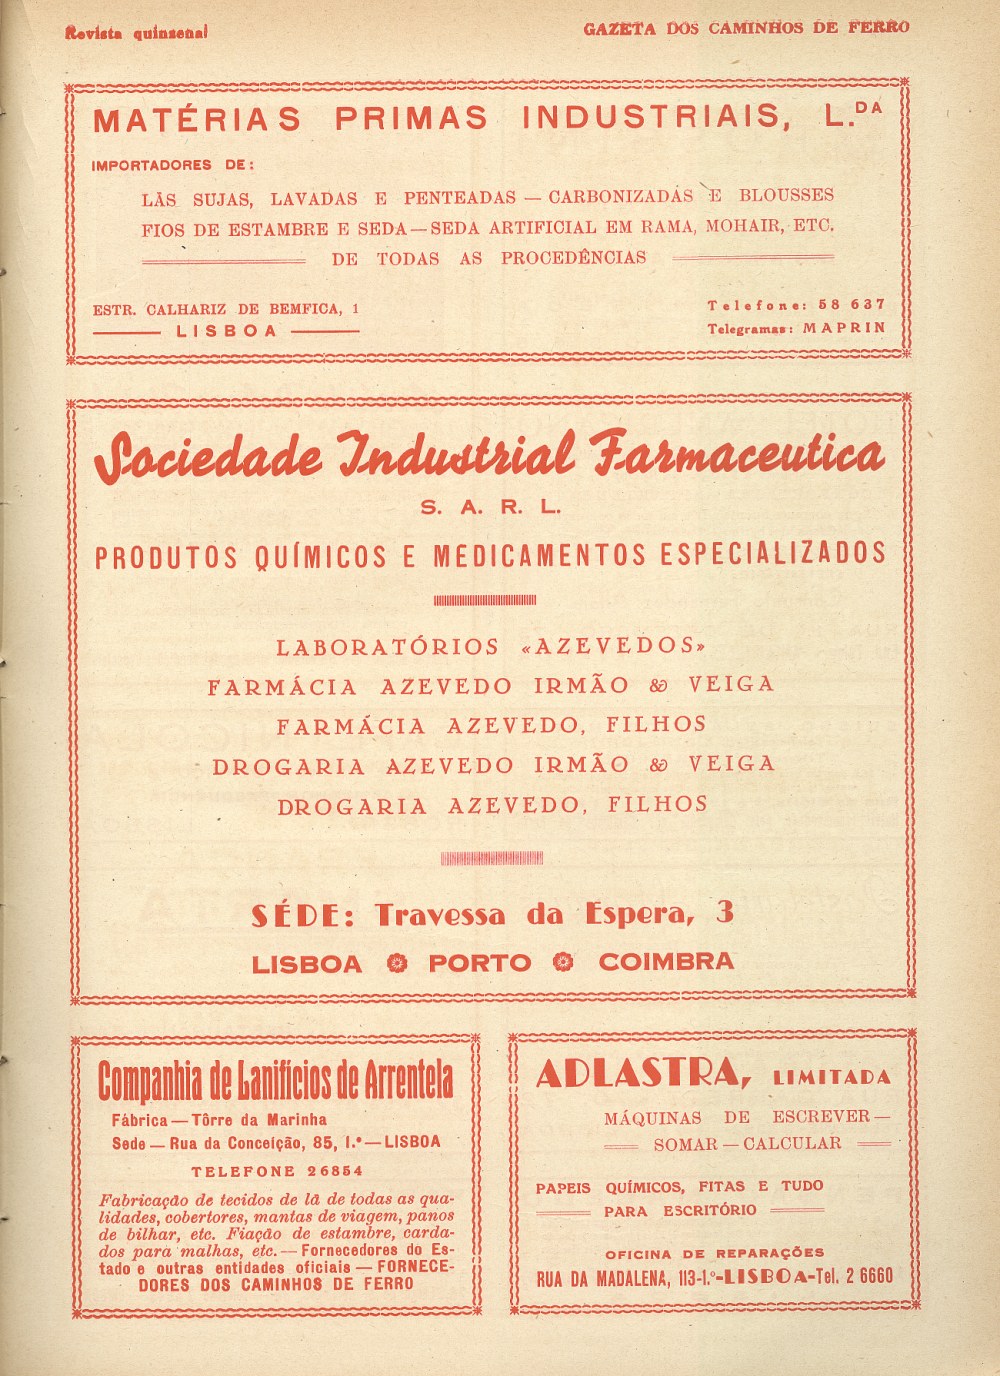 Revista quinzenal
GAZETA DOS CAMINHOS DE FERRO
MATÉRIAS PRIMAS INDUSTRIAIS, L.DA
IMPORTADORES DE:
LÃS SUJAS, LAVADAS E PENTEADAS — CARBONIZADAS E BLOUSSES
FIOS DE ESTAMBRE E SEDA — SEDA ARTIFICIAL EM RAMA, MOHAIR, ETC.
DE TODAS AS PROCEDÊNCIAS
ESTR. CALHARIZ DE BEMFICA, 1
LISBOA
Telefone: 58 637
Telegramas: MAPRIN
Sociedade Industrial Farmaceutica
S. A. R. L.
PRODUTOS QUÍMICOS E MEDICAMENTOS ESPECIALIZADOS
LABORATÓRIOS «AZEVEDOS»
FARMÁCIA AZEVEDO IRMÃO & VEIGA
FARMÁCIA AZEVEDO, FILHOS
DROGARIA AZEVEDO IRMÃO & VEIGA
DROGARIA AZEVEDO, FILHOS
SÉDE: Travessa da Espera, 3
LISBOA PORTO COIMBRA
Companhia de Lanifícios de Arrentela
Fábrica — Tôrre da Marinha
Sede — Rua da Conceição, 85, 1.º — LISBOA
TELEFONE 26854
Fabricação de tecidos de lã de todas as qua-
lidades, cobertores, mantas de viagem, panos
de bilhar, etc. Fiação de estambre, carda-
dos para malhas, etc. — Fornecedores do Es-
tado e outras entidades oficiais — FORNECE-
DORES DOS CAMINHOS DE FERRO
ADLASTRA, LIMITADA
MÁQUINAS DE ESCREVER —
SOMAR — CALCULAR
PAPEIS QUÍMICOS, FITAS E TUDO
PARA ESCRITÓRIO
OFICINA DE REPARAÇÕES
RUA DA MADALENA, 113-1.º-LISBOA-Tel. 2 6660